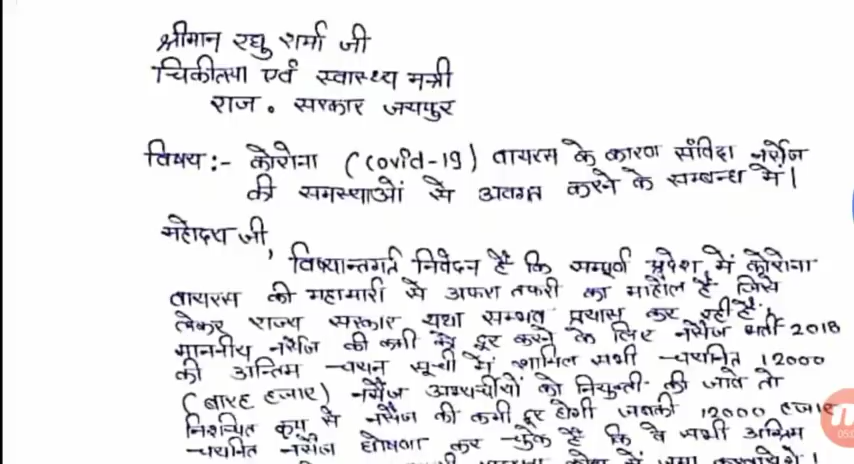 श्रीमान रघु शर्मा जी
चिकीत्सा एवं स्वास्थ्य मन्त्री
राज. सरकार जयपुर
विषय:- कोरोना (covid-19) वायरस के कारण संविदा नर्सेज
की समस्याओं से अवगत करने के सम्बन्ध में।
महोदय जी,
विषयान्तगर्त निवेदन है कि सम्पूर्ण प्रदेश में कोरोना
वायरस की महामारी से अफरा तफरी का माहोल है जिसे
लेकर राज्य सरकार यथा सम्भव प्रयास कर रही है।
माननीय नर्सेज की कमी को दूर करने के लिए नर्सेज भर्ती-2018
की अन्तिम चयन सूची में शामिल सभी चयनित 12000
(बारह हजार) नर्सेज अभ्यर्थीयों को नियुक्ती की जावे तो
निश्चित रूप से नर्सेज की कमी दूर होगी जबकी 12000 हजार
चयनित नर्सेज घोषणा कर चुके है कि वे सभी अन्तिम
में जमा करवायेगे।